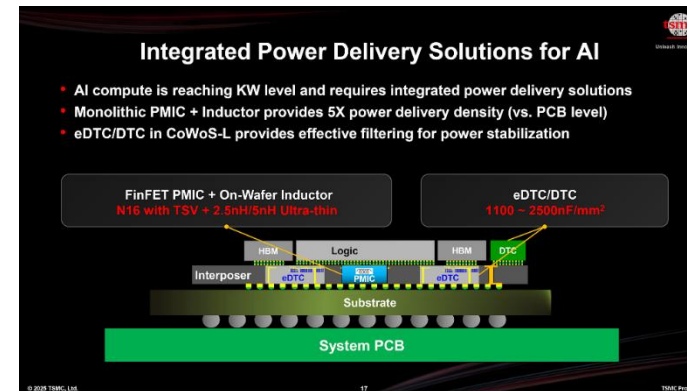 tsmc
Integrated Power Delivery Solutions for AI
• AI compute is reaching KW level and requires integrated power delivery solutions
• Monolithic PMIC + Inductor provides 5X power delivery density (vs. PCB level)
• eDTC/DTC in CoWoS-L provides effective filtering for power stabilization
FinFET PMIC + On-Wafer Inductor
N16 with TSV + 2.5nH/5nH Ultra-thin
eDTC/DTC
1100 ~ 2500nF/mm²
HBM Logic HBM DTC
Interposer eDTC PMIC eDTC
Substrate
System PCB
© 2025 TSMC, Ltd. 17 TSMC